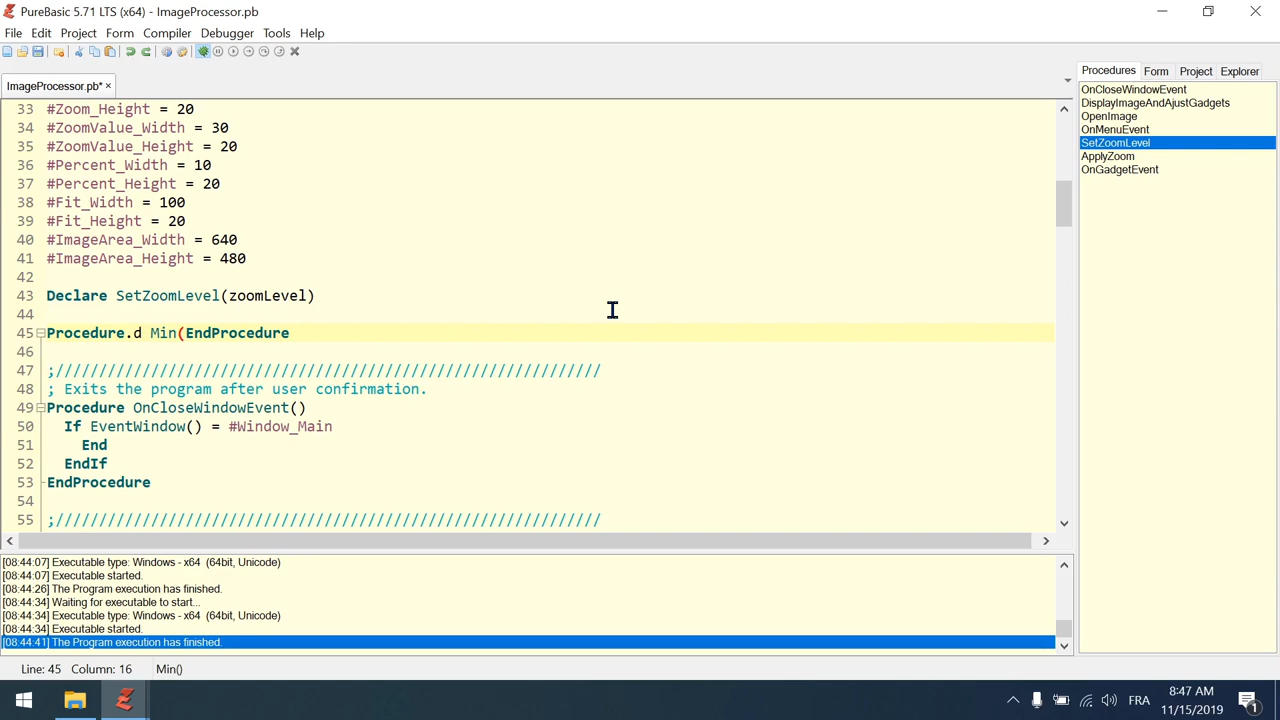 PureBasic 5.71 LTS (x64) - ImageProcessor.pb
File Edit Project Form Compiler Debugger Tools Help
ImageProcessor.pb* ×
Procedures Form Project Explorer
33 #Zoom_Height = 20
34 #ZoomValue_Width = 30
35 #ZoomValue_Height = 20
36 #Percent_Width = 10
37 #Percent_Height = 20
38 #Fit_Width = 100
39 #Fit_Height = 20
40 #ImageArea_Width = 640
41 #ImageArea_Height = 480
42
43 Declare SetZoomLevel(zoomLevel)
44
45 Procedure.d Min(EndProcedure
46
47 ;///////////////////////////////////////////////////////////////
48 ; Exits the program after user confirmation.
49 Procedure OnCloseWindowEvent()
50 If EventWindow() = #Window_Main
51 End
52 EndIf
53 EndProcedure
54
55 ;///////////////////////////////////////////////////////////////
OnCloseWindowEvent
DisplayImageAndAjustGadgets
OpenImage
OnMenuEvent
SetZoomLevel
ApplyZoom
OnGadgetEvent
[08:44:07] Executable type: Windows - x64 (64bit, Unicode)
[08:44:07] Executable started.
[08:44:26] The Program execution has finished.
[08:44:34] Waiting for executable to start...
[08:44:34] Executable type: Windows - x64 (64bit, Unicode)
[08:44:34] Executable started.
[08:44:41] The Program execution has finished.
Line: 45 Column: 16 Min()
FRA
8:47 AM
11/15/2019
1